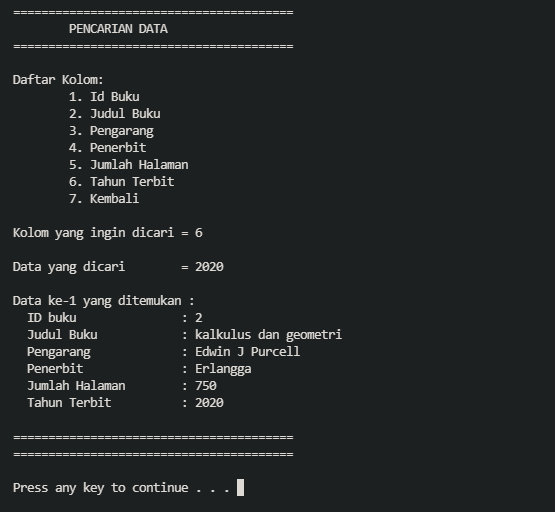 ========================================
PENCARIAN DATA
========================================
Daftar Kolom:
1. Id Buku
2. Judul Buku
3. Pengarang
4. Penerbit
5. Jumlah Halaman
6. Tahun Terbit
7. Kembali
Kolom yang ingin dicari = 6
Data yang dicari = 2020
Data ke-1 yang ditemukan :
ID buku : 2
Judul Buku : kalkulus dan geometri
Pengarang : Edwin J Purcell
Penerbit : Erlangga
Jumlah Halaman : 750
Tahun Terbit : 2020
========================================
========================================
Press any key to continue . . .